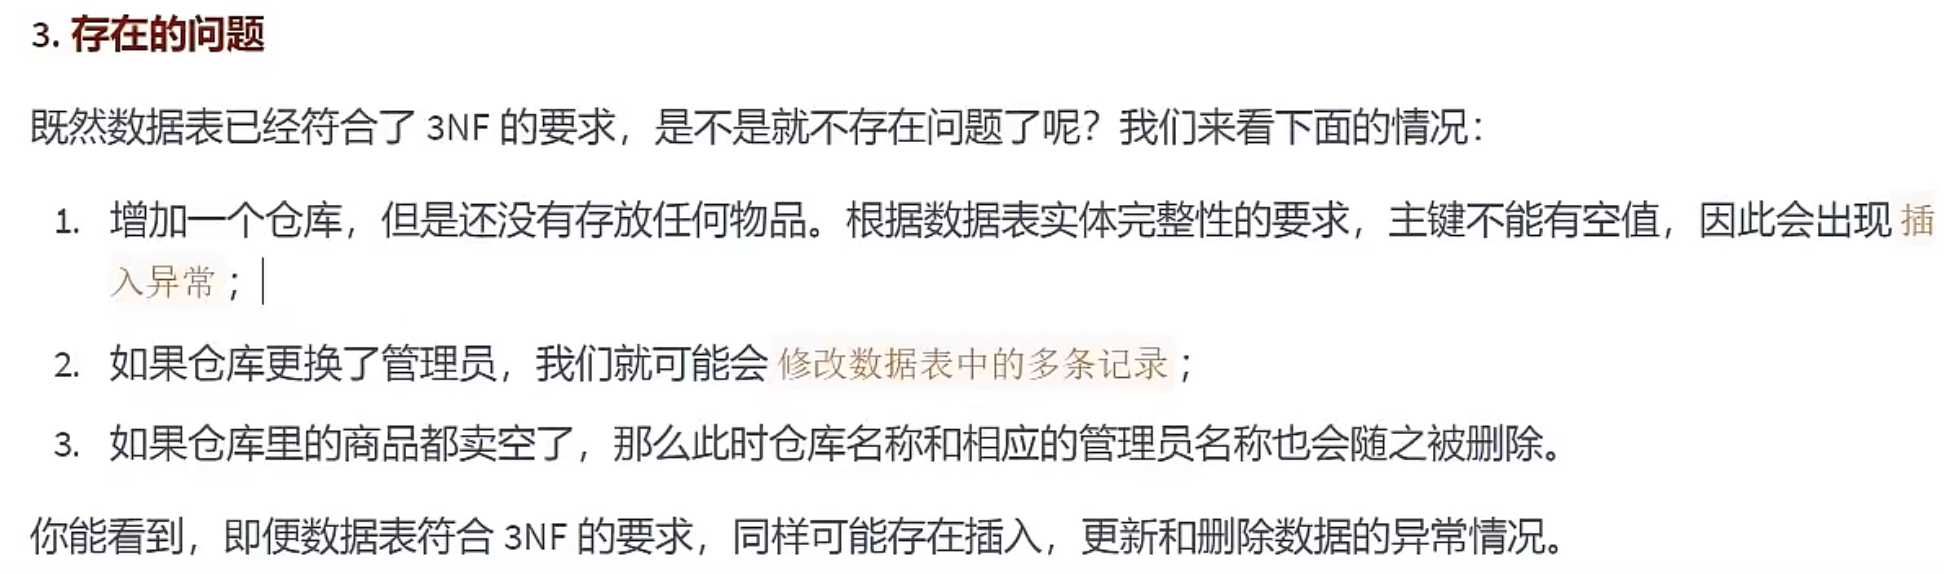 3. 存在的问题
既然数据表已经符合了 3NF 的要求，是不是就不存在问题了呢？我们来看下面的情况：
1. 增加一个仓库，但是还没有存放任何物品。根据数据表实体完整性的要求，主键不能有空值，因此会出现 插
入异常；
2. 如果仓库更换了管理员，我们就可能会 修改数据表中的多条记录；
3. 如果仓库里的商品都卖空了，那么此时仓库名称和相应的管理员名称也会随之被删除。
你能看到，即便数据表符合 3NF 的要求，同样可能存在插入，更新和删除数据的异常情况。